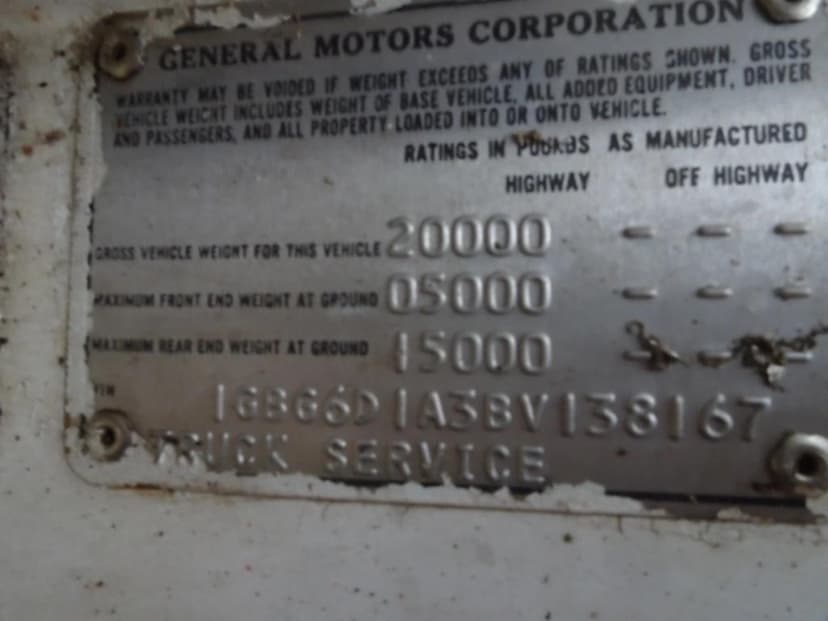 GENERAL MOTORS CORPORATION
WARRANTY MAY BE VOIDED IF WEIGHT EXCEEDS ANY OF RATINGS SHOWN. GROSS
VEHICLE WEIGHT INCLUDES WEIGHT OF BASE VEHICLE, ALL ADDED EQUIPMENT, DRIVER
AND PASSENGERS, AND ALL PROPERTY LOADED INTO OR ONTO VEHICLE.
RATINGS IN POUNDS AS MANUFACTURED
HIGHWAY OFF HIGHWAY
GROSS VEHICLE WEIGHT FOR THIS VEHICLE 20000 – – –
MAXIMUM FRONT END WEIGHT AT GROUND 05000 – – –
MAXIMUM REAR END WEIGHT AT GROUND 15000 – – –
VIN 1GBG6D1A3BV138167
TRUCK SERVICE